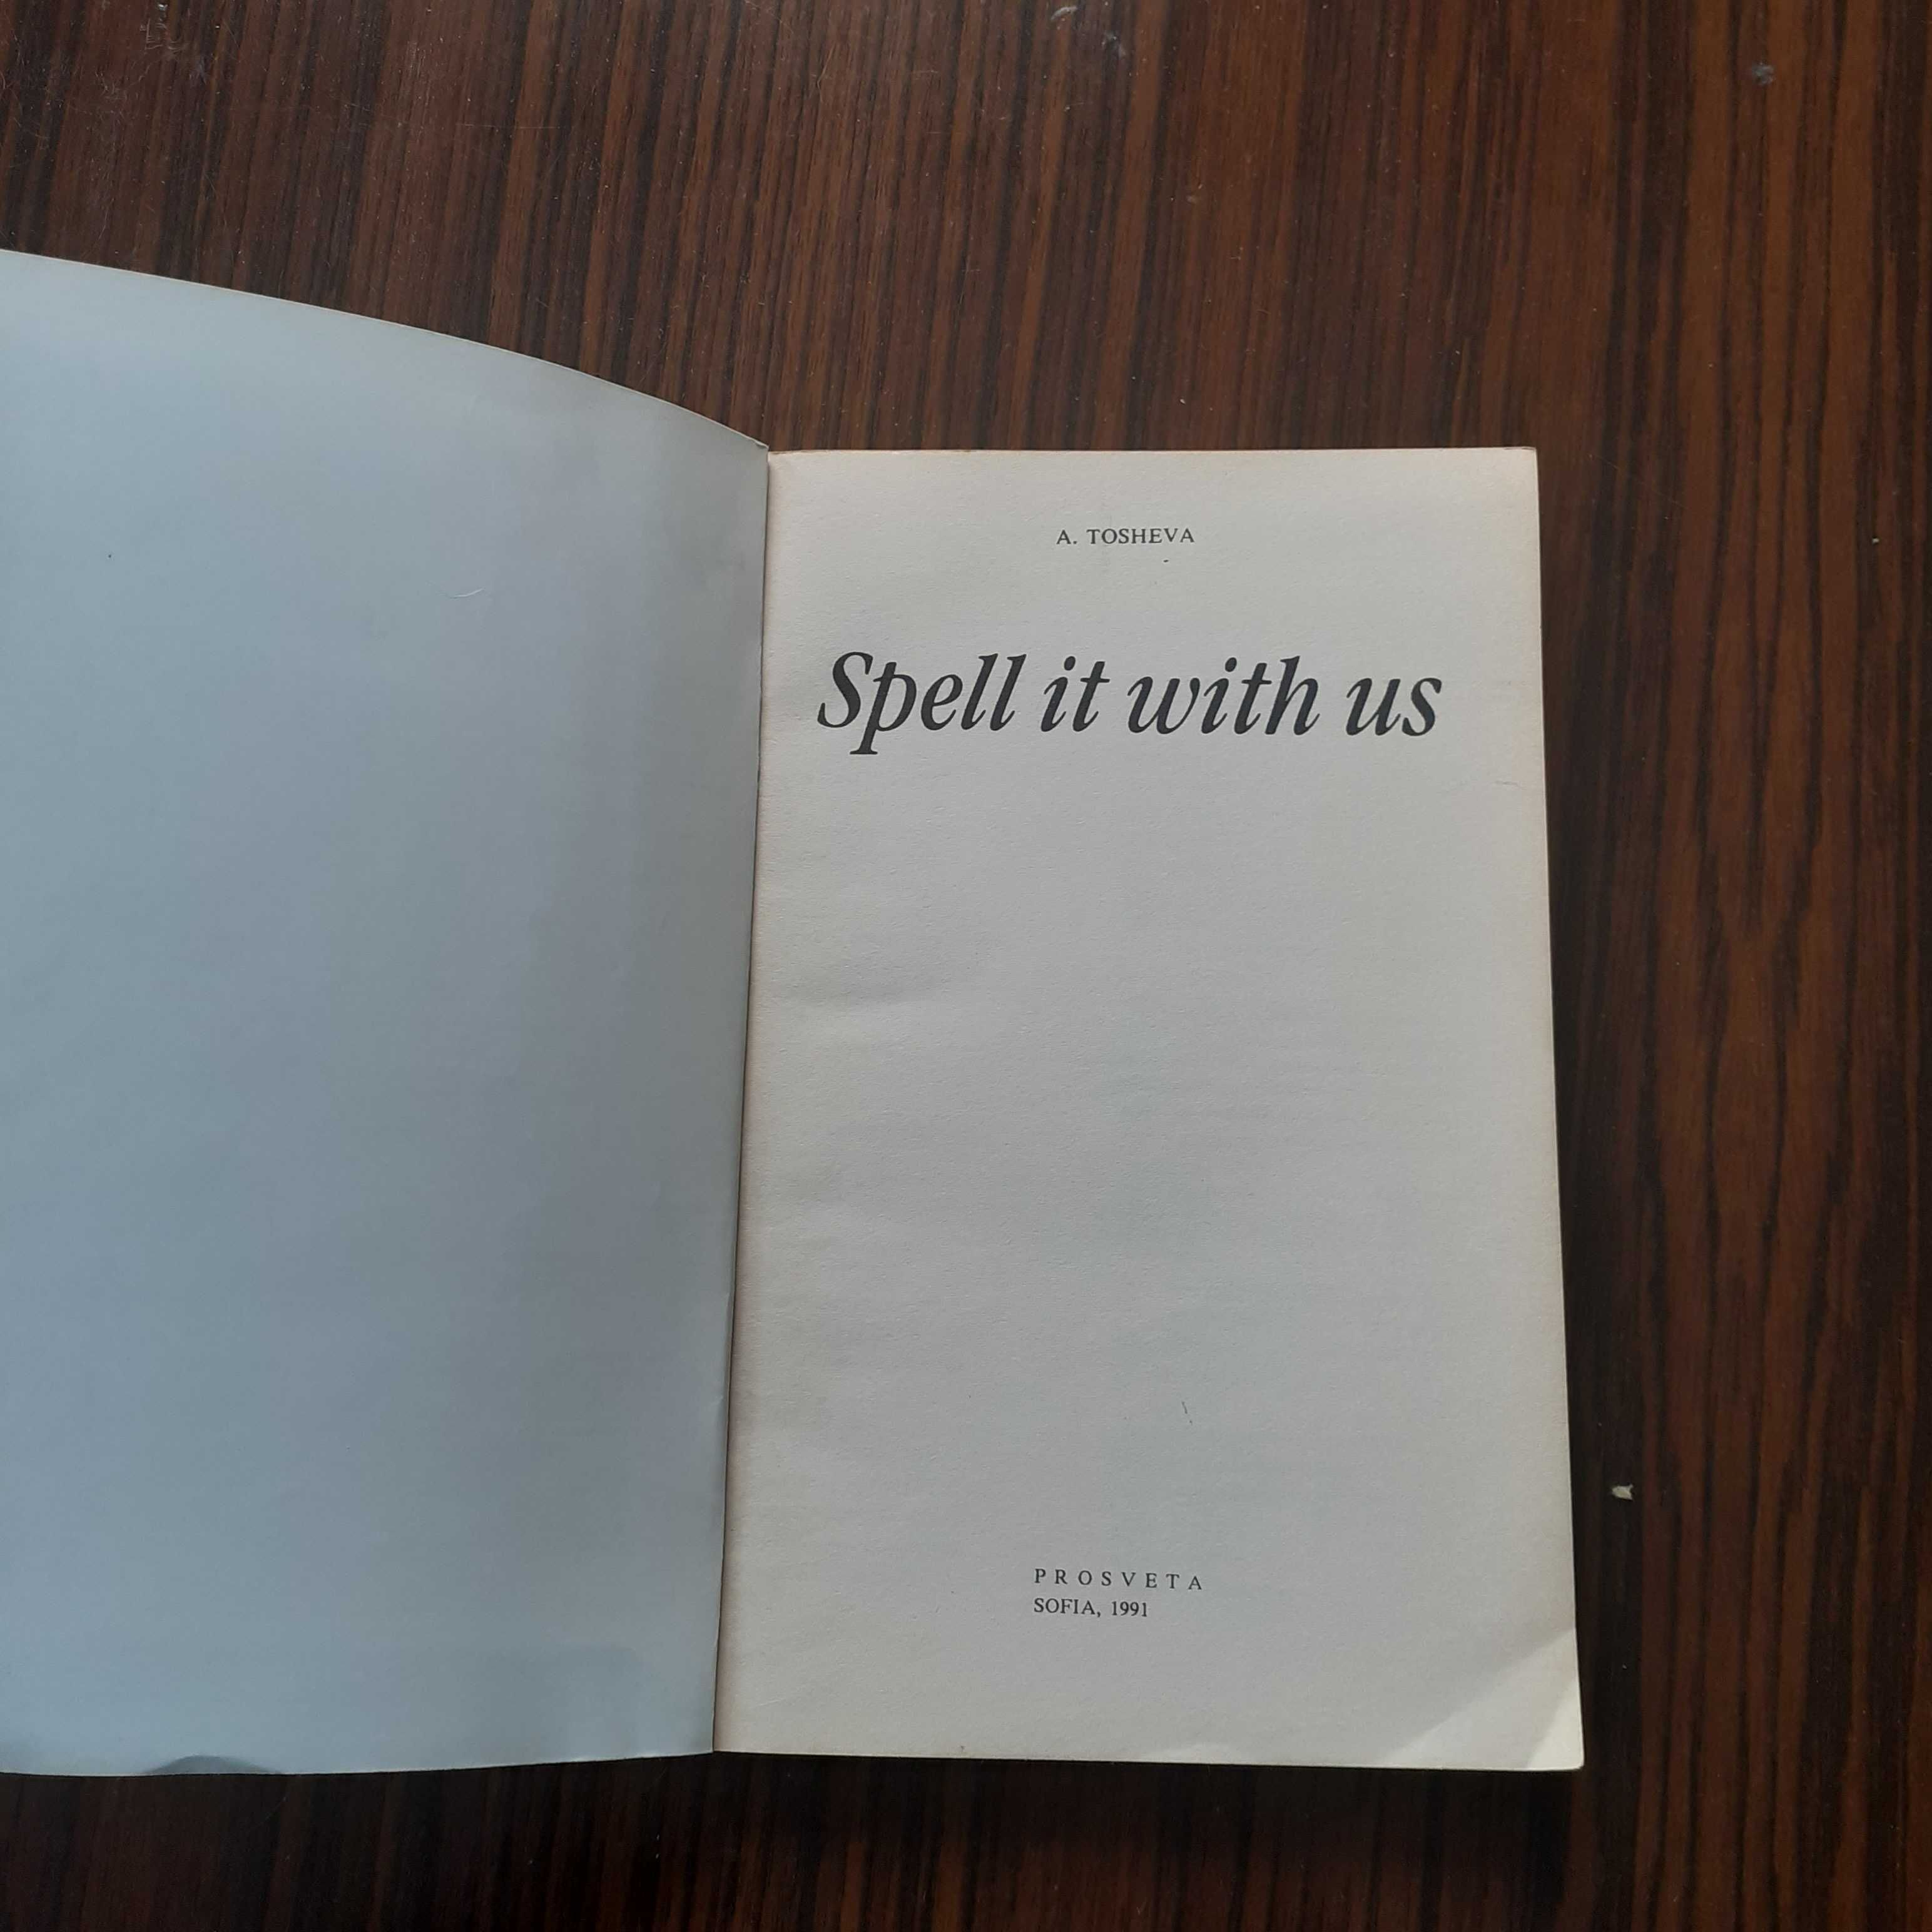 A. TOSHEVA
Spell it with us
PROSVETA
SOFIA, 1991